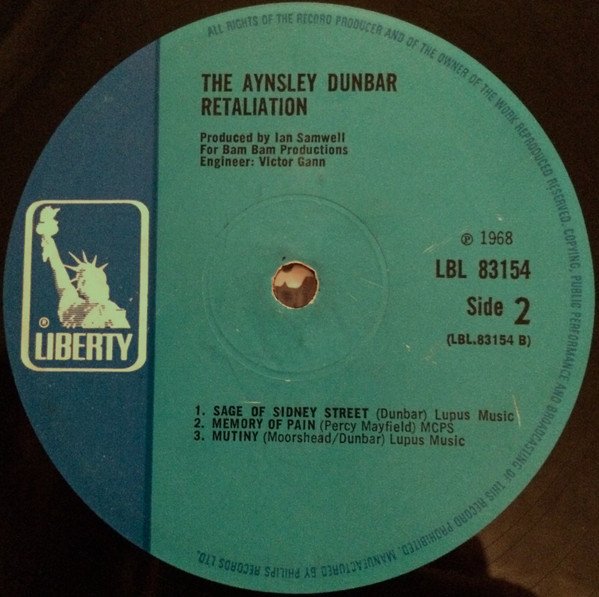 ALL RIGHTS OF THE RECORD PRODUCER AND OF THE OWNER OF THE WORK REPRODUCED RESERVED. COPYING, PUBLIC PERFORMANCE AND BROADCASTING OF THIS RECORD PROHIBITED. MANUFACTURED BY PHILIPS RECORDS LTD.
THE AYNSLEY DUNBAR
RETALIATION
Produced by Ian Samwell
For Bam Bam Productions
Engineer: Victor Gann
℗ 1968
LBL 83154
Side 2
(LBL.83154 B)
®
LIBERTY
1. SAGE OF SIDNEY STREET (Dunbar) Lupus Music
2. MEMORY OF PAIN (Percy Mayfield) MCPS
3. MUTINY (Moorshead/Dunbar) Lupus Music